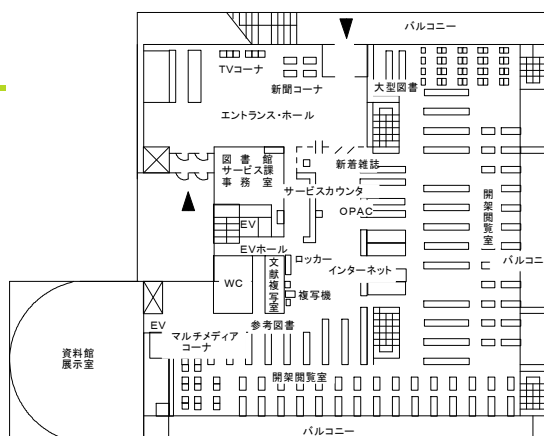 バルコニー
TVコーナ
新聞コーナ
大型図書
エントランス・ホール
図書館
サービス課
事務室
新着雑誌
サービスカウンタ
OPAC
開架閲覧室
EV
EVホール
バルコニ
ロッカー
インターネット
WC
文献複写室
複写機
EV
参考図書
マルチメディア
コーナ
資料館
展示室
開架閲覧室
バルコニー